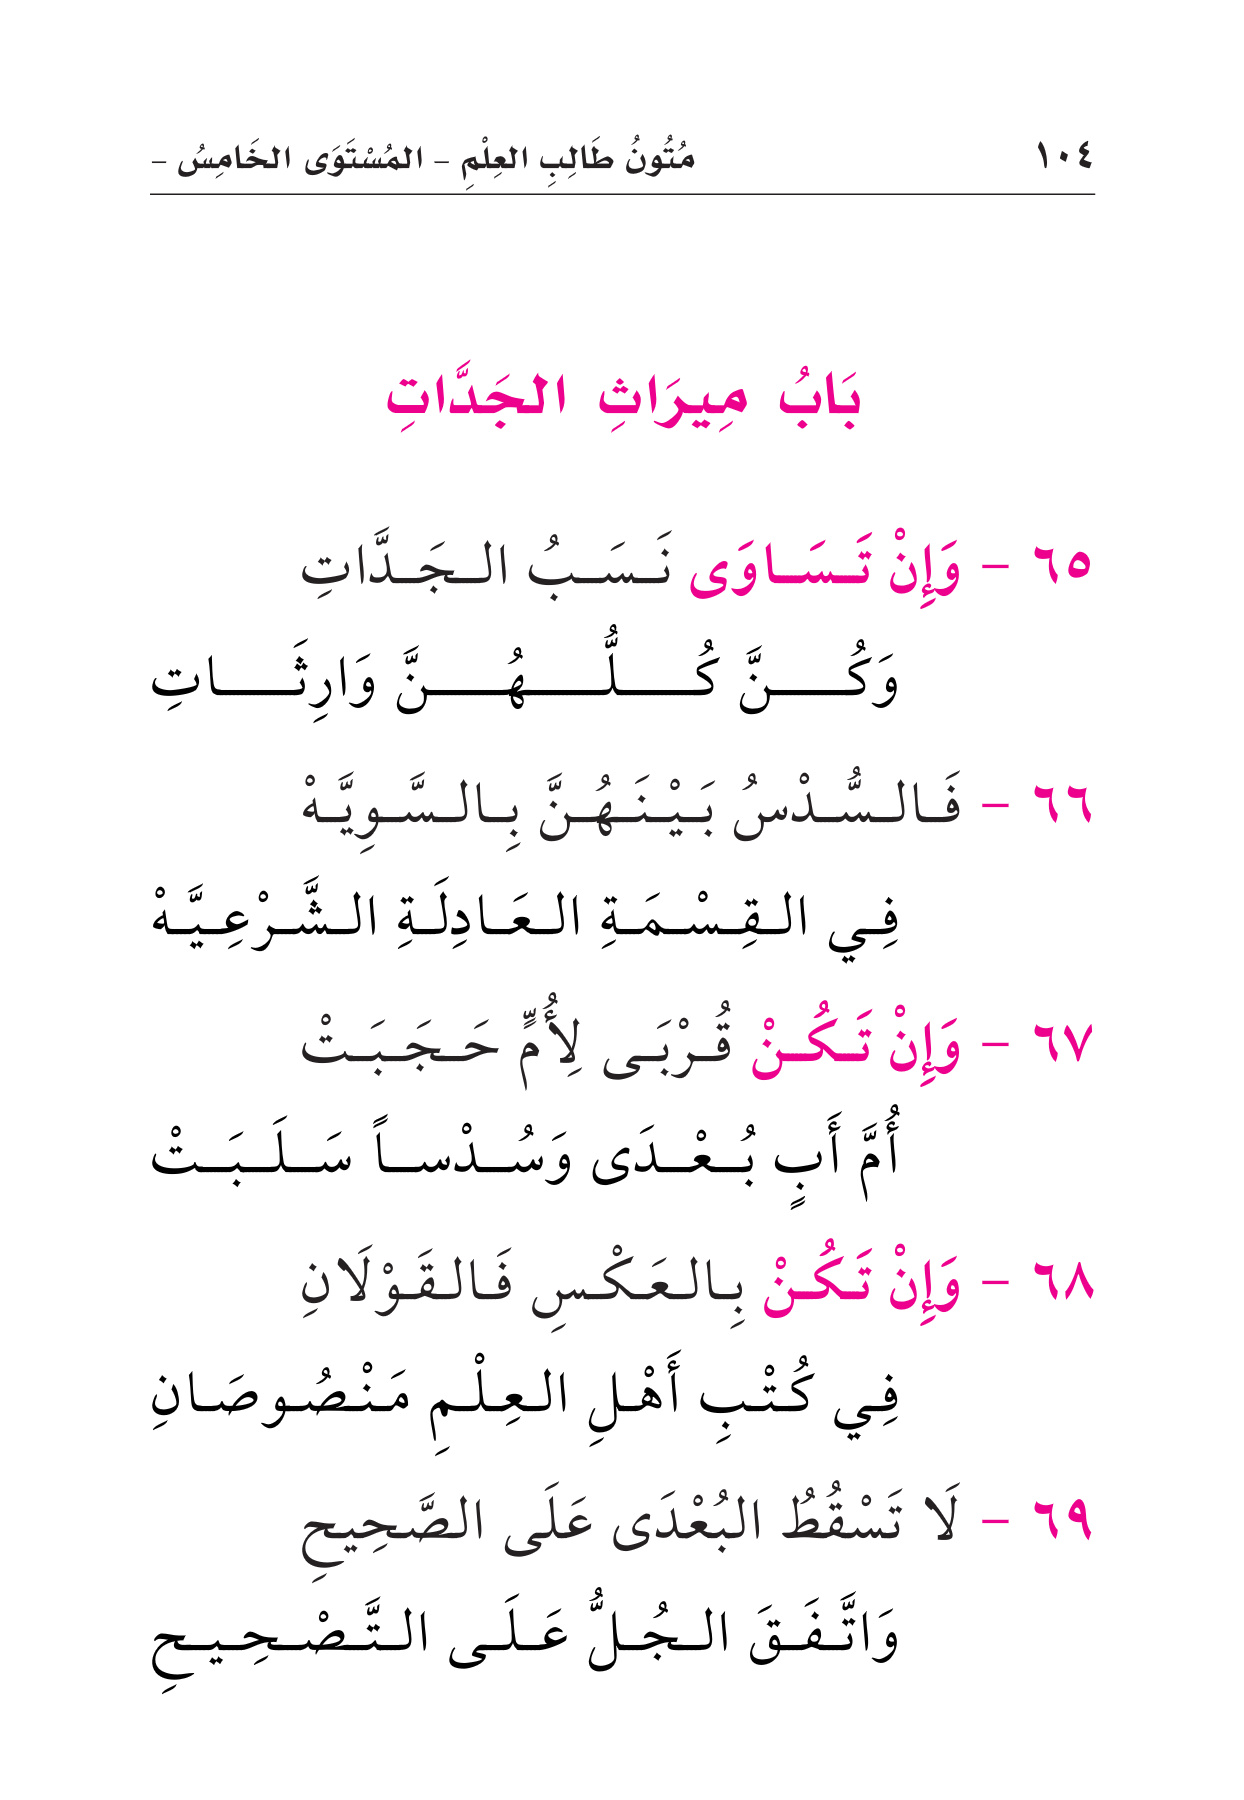 ١٠٤ مُتُونُ طَالِبِ العِلْمِ - المُسْتَوَى الخَامِسُ -
بَابُ مِيرَاثِ الجَدَّاتِ
٦٥ - وَإِنْ تَسَاوَى نَسَبُ الجَدَّاتِ
وَكُنَّ كُلُّهُنَّ وَارِثَاتِ
٦٦ - فَالسُّدْسُ بَيْنَهُنَّ بِالسَّوِيَّهْ
فِي القِسْمَةِ العَادِلَةِ الشَّرْعِيَّهْ
٦٧ - وَإِنْ تَكُنْ قُرْبَى لِأُمٍّ حَجَبَتْ
أُمَّ أَبٍ بُعْدَى وَسُدْساً سَلَبَتْ
٦٨ - وَإِنْ تَكُنْ بِالعَكْسِ فَالقَوْلَانِ
فِي كُتْبِ أَهْلِ العِلْمِ مَنْصُوصَانِ
٦٩ - لَا تَسْقُطُ البُعْدَى عَلَى الصَّحِيحِ
وَاتَّفَقَ الجُلُّ عَلَى التَّصْحِيحِ